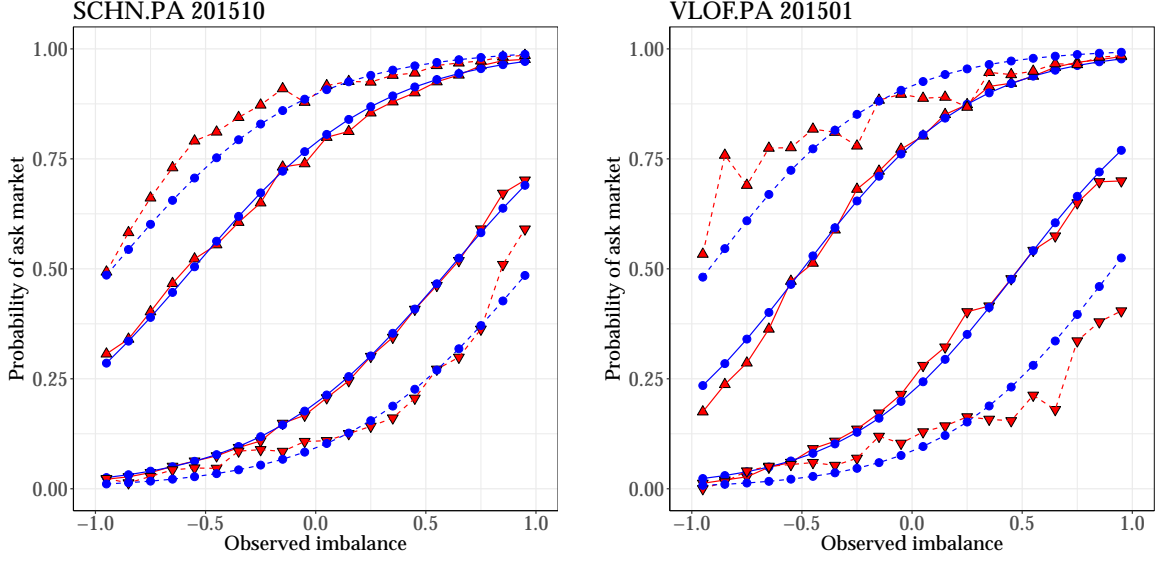 SCHN.PA 201510
Probability of ask market
1.00
0.75
0.50
0.25
0.00
−1.0 −0.5 0.0 0.5 1.0
Observed imbalance
VLOF.PA 201501
Probability of ask market
1.00
0.75
0.50
0.25
0.00
−1.0 −0.5 0.0 0.5 1.0
Observed imbalance